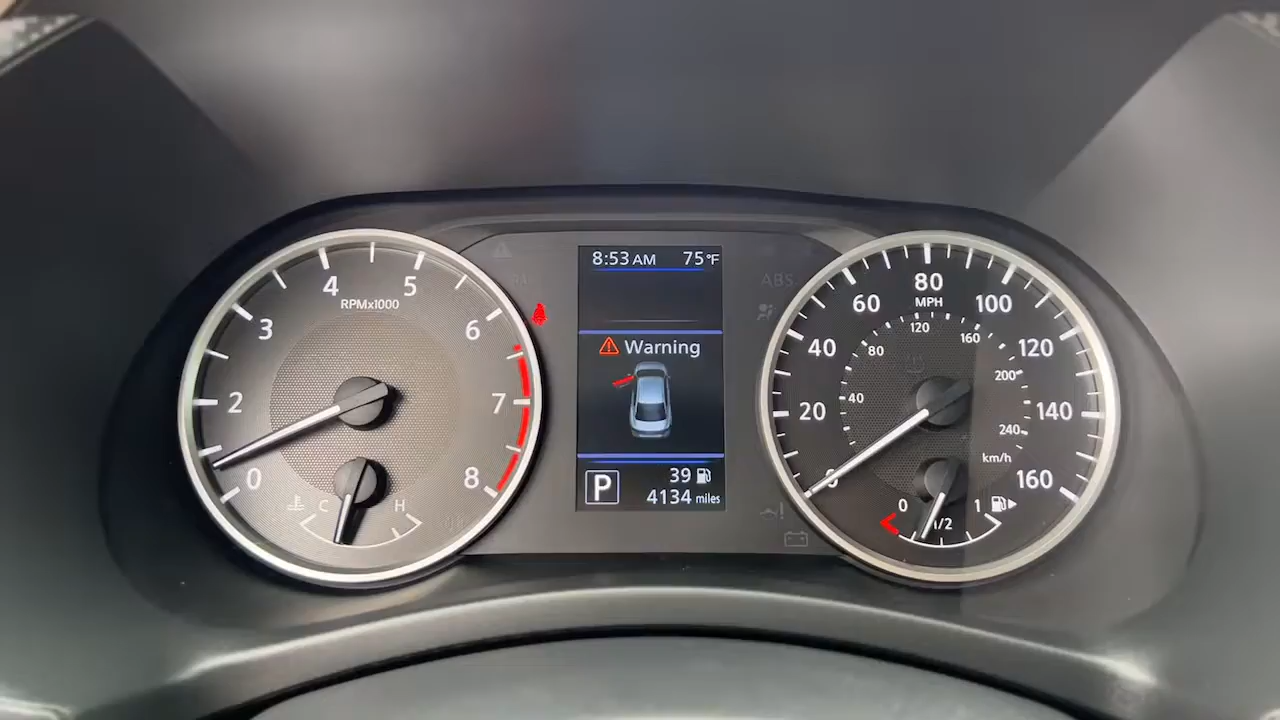 8:53 AM 75°F
Warning
39
P 4134 miles
0
2
3
4
5
6
7
8
RPMx1000
C H
ABS
0
20
40
60
80
100
120
140
160
MPH
40
80
120
160
200
240
km/h
0 1/2 1